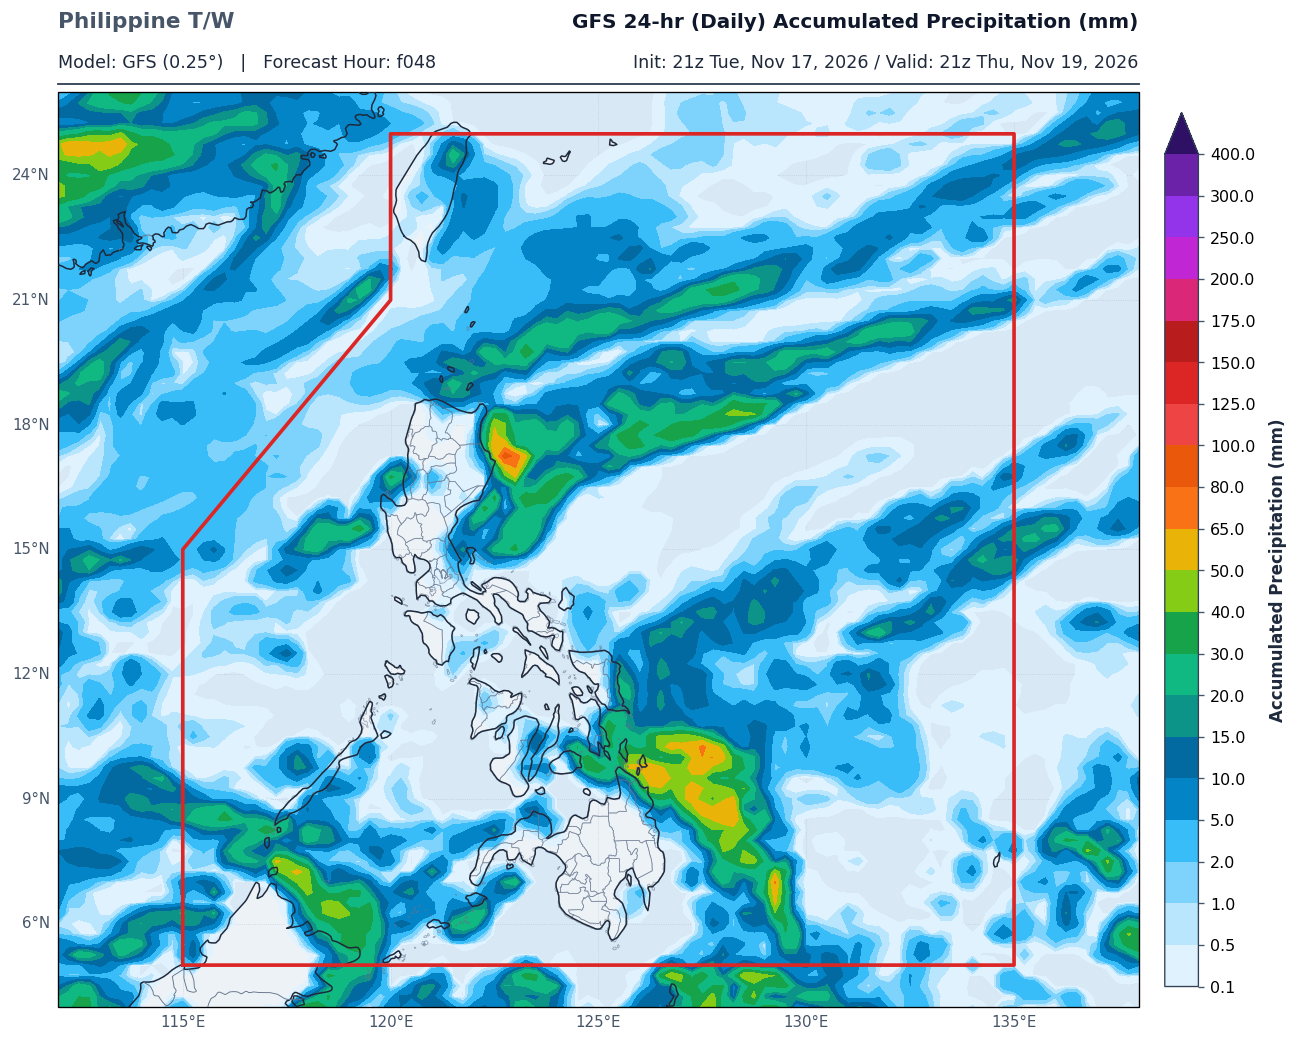 Philippine T/W
GFS 24-hr (Daily) Accumulated Precipitation (mm)
Model: GFS (0.25°) | Forecast Hour: f048
Init: 21z Tue, Nov 17, 2026 / Valid: 21z Thu, Nov 19, 2026
24°N
21°N
18°N
15°N
12°N
9°N
6°N
115°E
120°E
125°E
130°E
135°E
400.0
300.0
250.0
200.0
175.0
150.0
125.0
100.0
80.0
65.0
50.0
40.0
30.0
20.0
15.0
10.0
5.0
2.0
1.0
0.5
0.1
Accumulated Precipitation (mm)